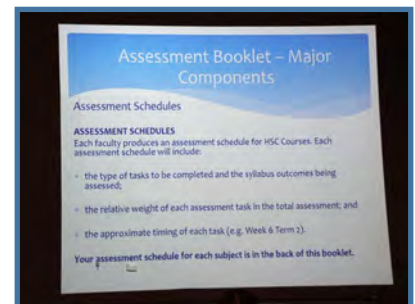 Assessment Booklet – Major
Components
Assessment Schedules
ASSESSMENT SCHEDULES
Each faculty produces an assessment schedule for HSC Courses. Each
assessment schedule will include:
the type of tasks to be completed and the syllabus outcomes being
assessed;
the relative weight of each assessment task in the total assessment; and
the approximate timing of each task (e.g. Week 6 Term 2).
Your assessment schedule for each subject is in the back of this booklet.